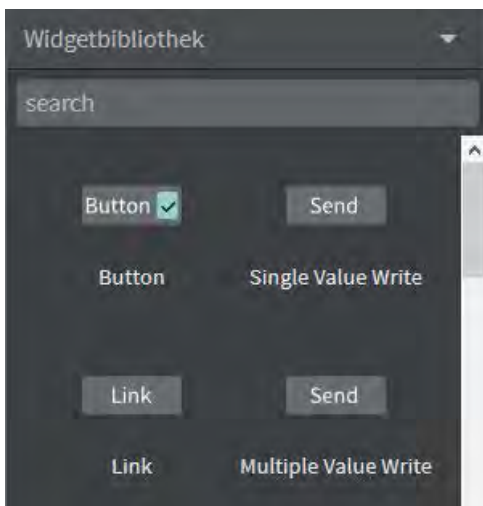 Widgetbibliothek
search
Button Send
Button Single Value Write
Link Send
Link Multiple Value Write